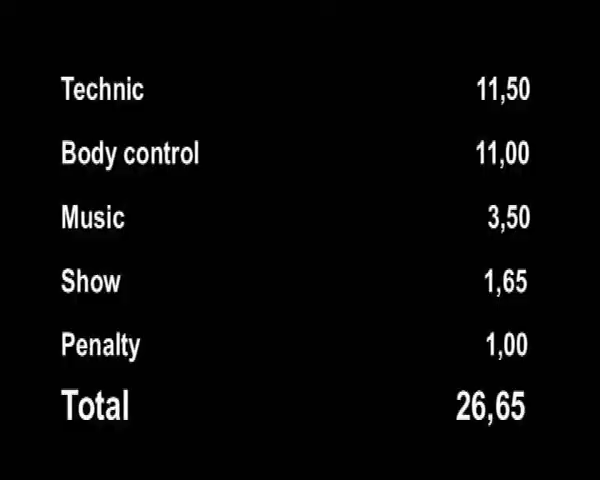 Technic 11,50
Body control 11,00
Music 3,50
Show 1,65
Penalty 1,00
Total 26,65